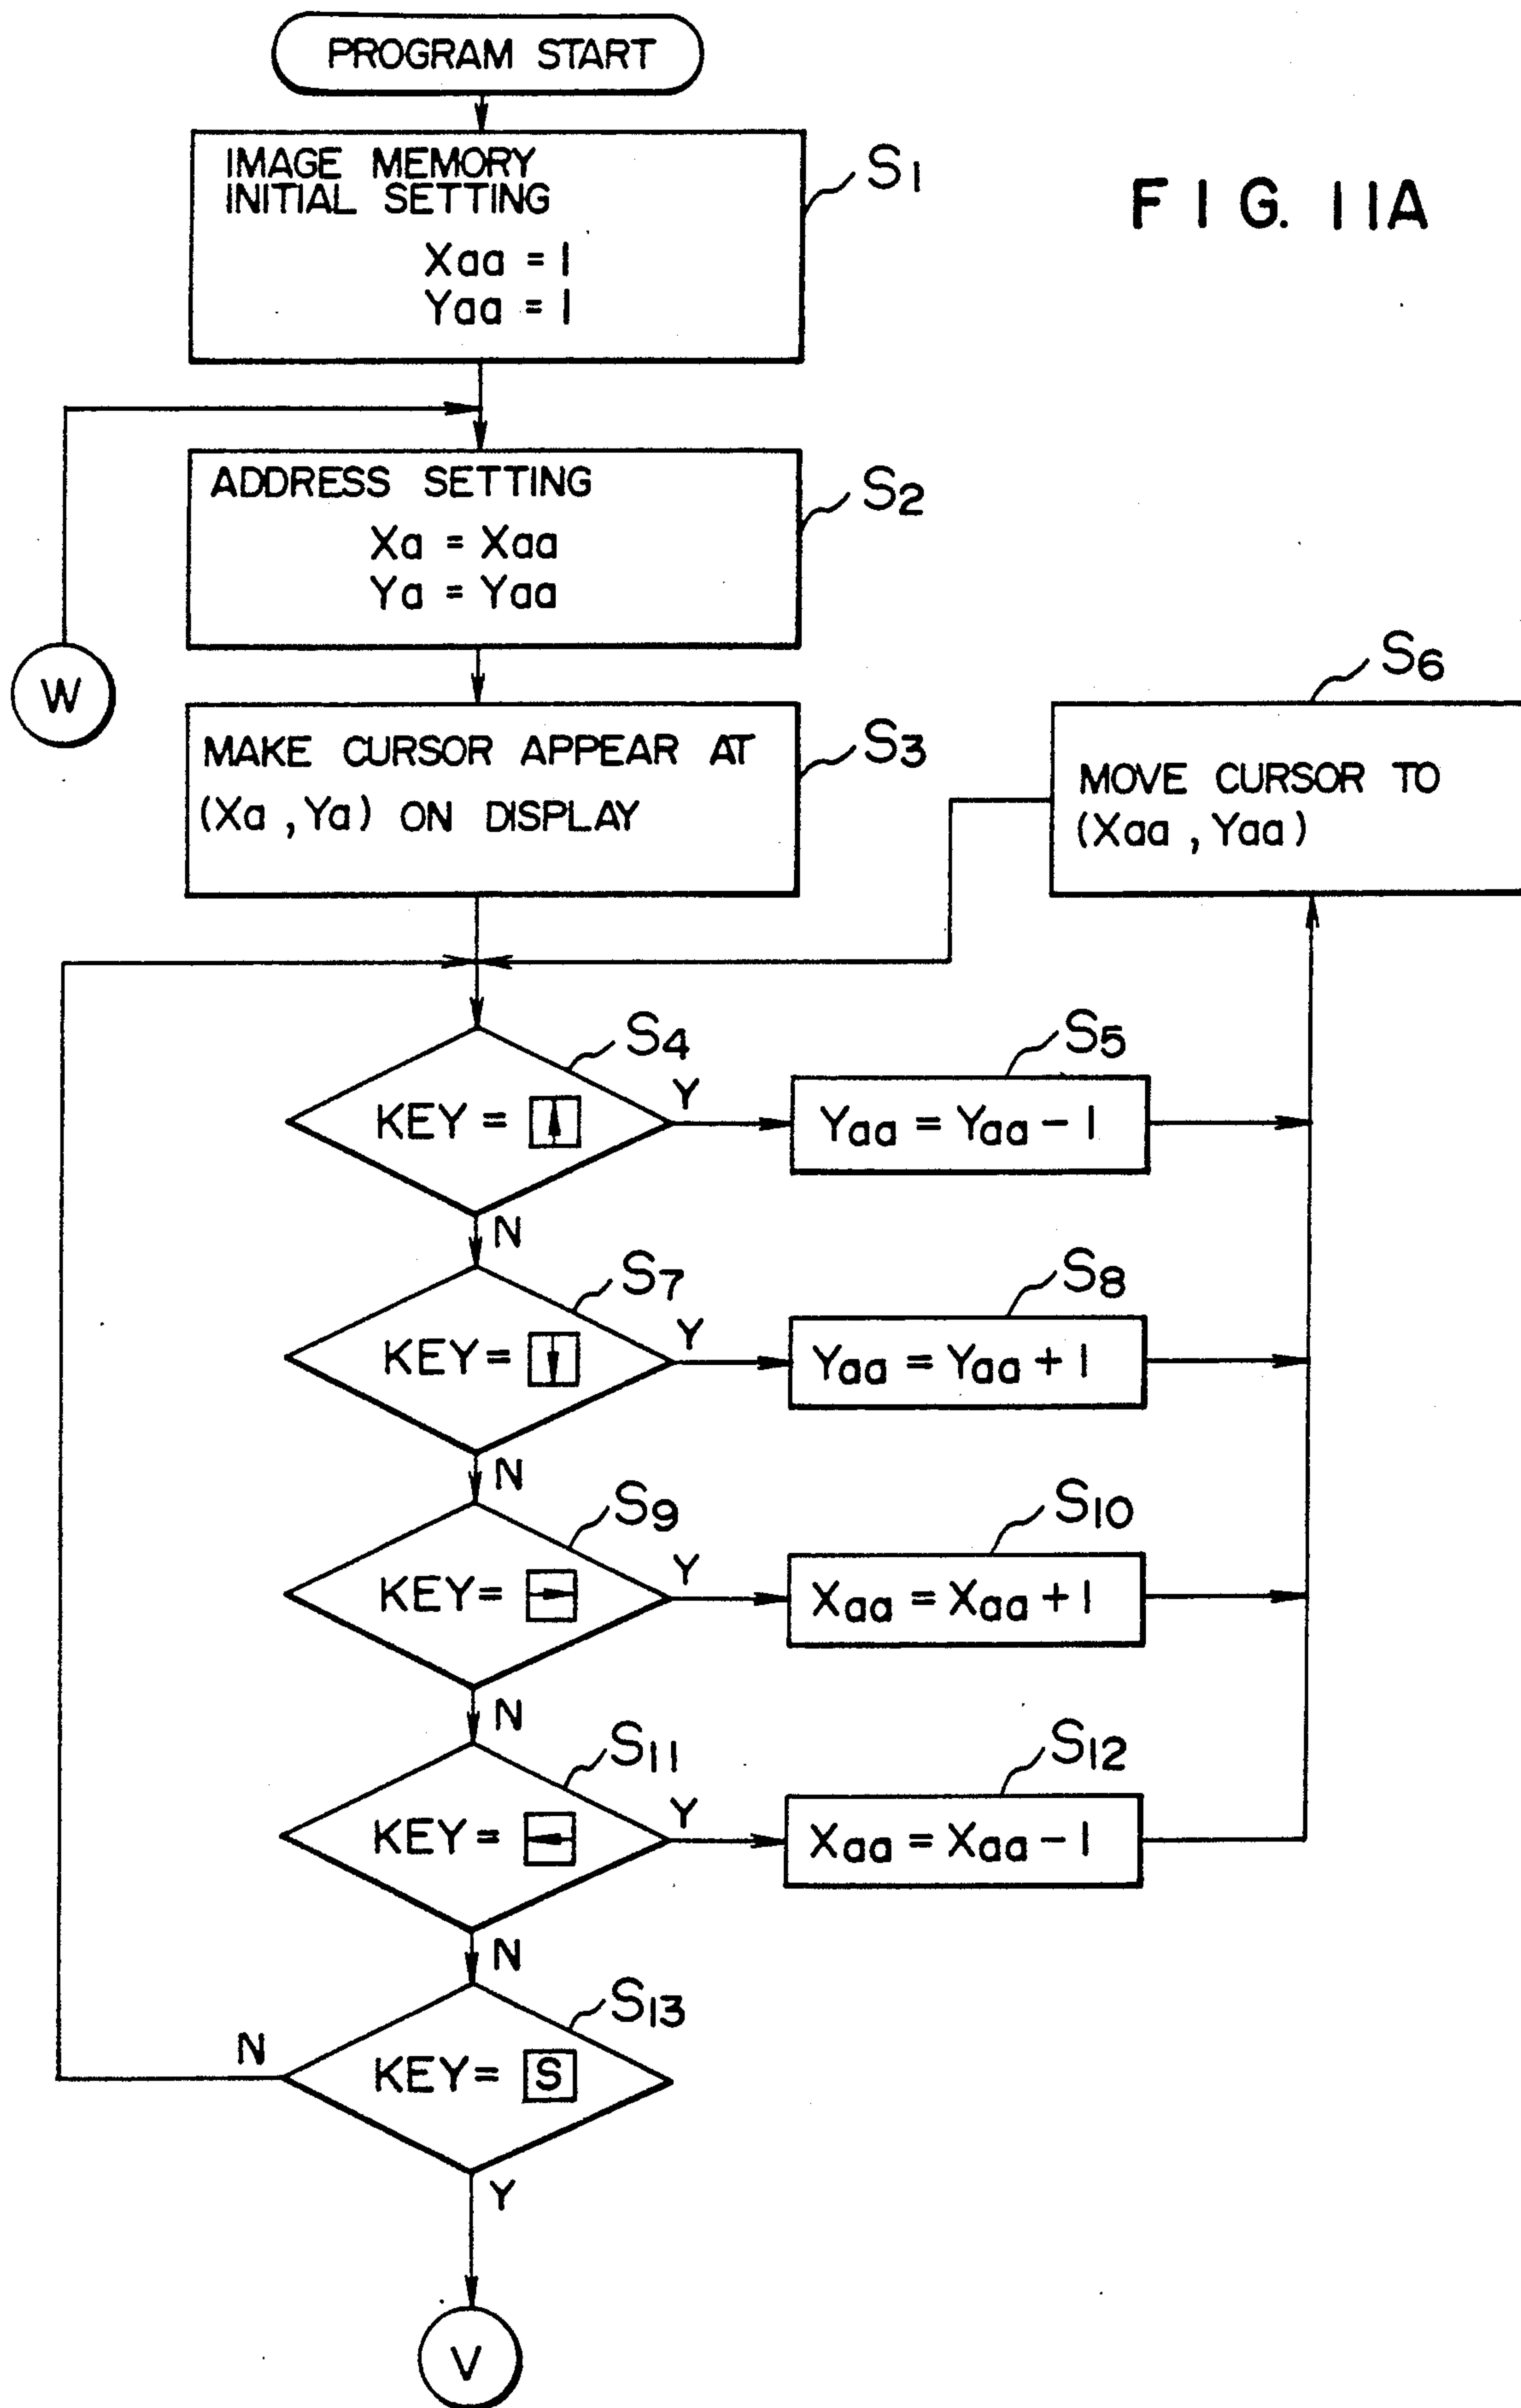 PROGRAM START
IMAGE MEMORY
INITIAL SETTING
Xaa = 1
Yaa = 1
S1
FIG. 11A
ADDRESS SETTING
Xa = Xaa
Ya = Yaa
S2
W
MAKE CURSOR APPEAR AT
(Xa, Ya) ON DISPLAY
S3
S6
MOVE CURSOR TO
(Xaa, Yaa)
S4
KEY = ↑
Y
N
S5
Yaa = Yaa - 1
S7
KEY = ↓
Y
N
S8
Yaa = Yaa + 1
S9
KEY = →
Y
N
S10
Xaa = Xaa + 1
S11
KEY = ←
Y
N
S12
Xaa = Xaa - 1
S13
KEY = S
N
Y
V